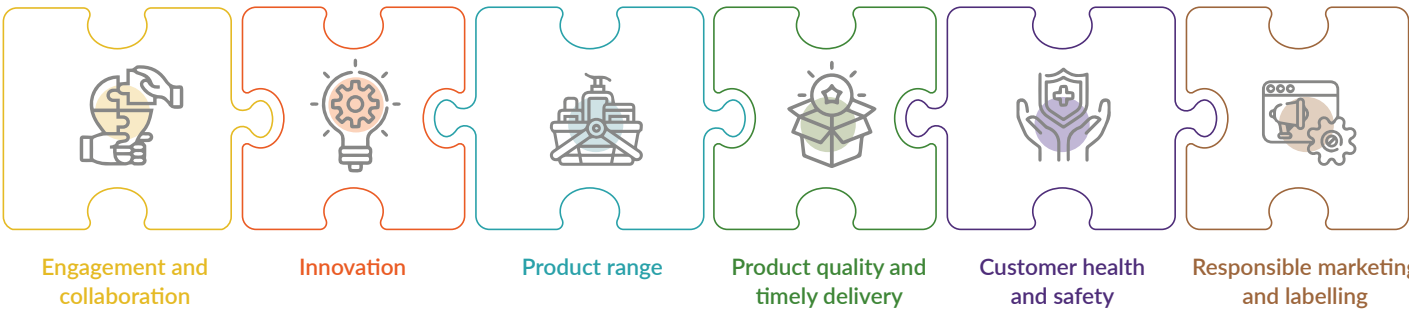 Engagement and
collaboration
Innovation
Product range
Product quality and
timely delivery
Customer health
and safety
Responsible marketing
and labelling